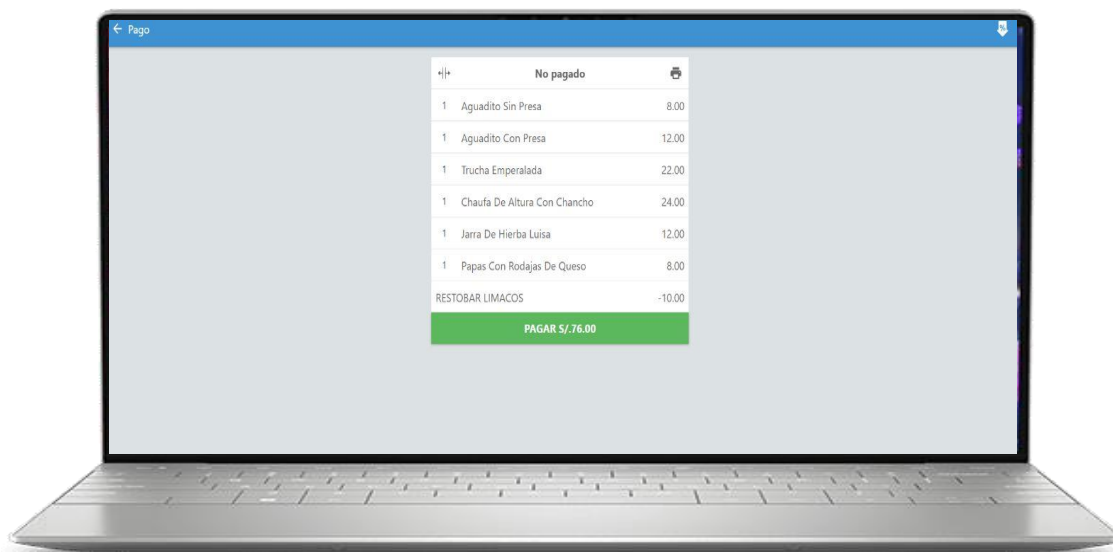 ← Pago
No pagado
1 Aguadito Sin Presa 8.00
1 Aguadito Con Presa 12.00
1 Trucha Emperalada 22.00
1 Chaufa De Altura Con Chancho 24.00
1 Jarra De Hierba Luisa 12.00
1 Papas Con Rodajas De Queso 8.00
RESTOBAR LIMACOS -10.00
PAGAR S/.76.00